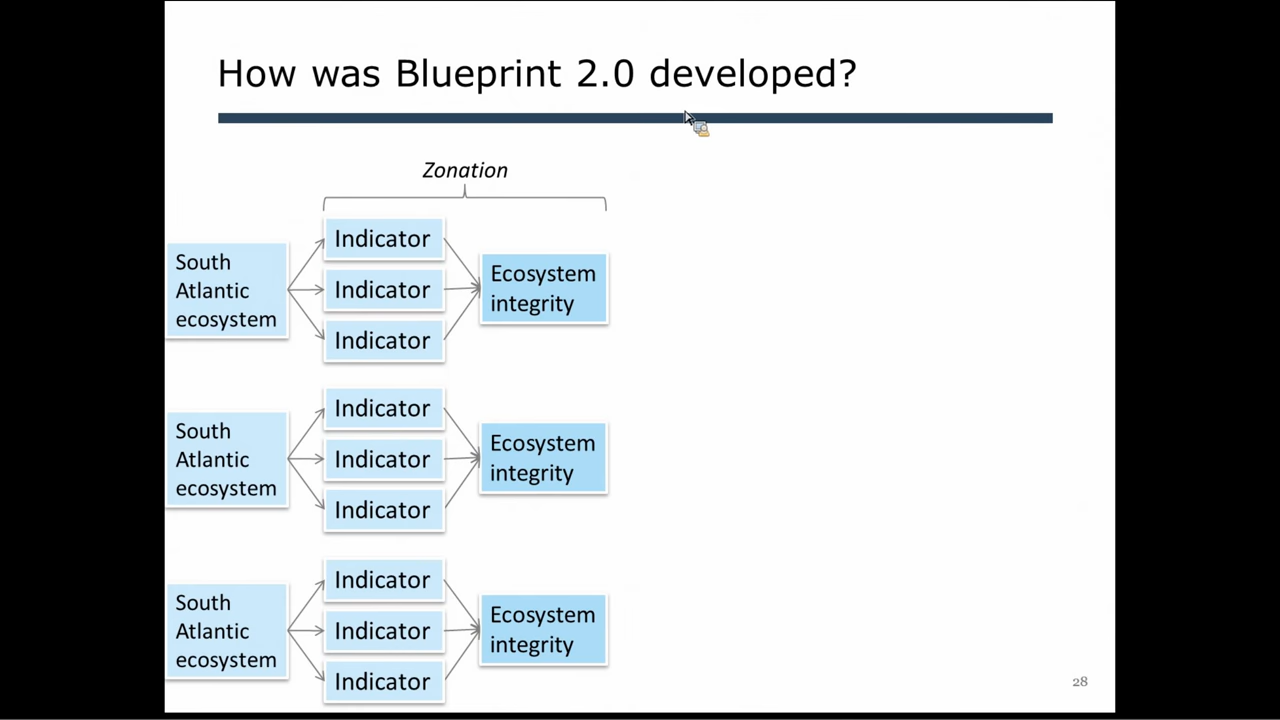 How was Blueprint 2.0 developed?
Zonation
South
Atlantic
ecosystem
Indicator
Indicator
Indicator
Ecosystem
integrity
South
Atlantic
ecosystem
Indicator
Indicator
Indicator
Ecosystem
integrity
South
Atlantic
ecosystem
Indicator
Indicator
Indicator
Ecosystem
integrity
28